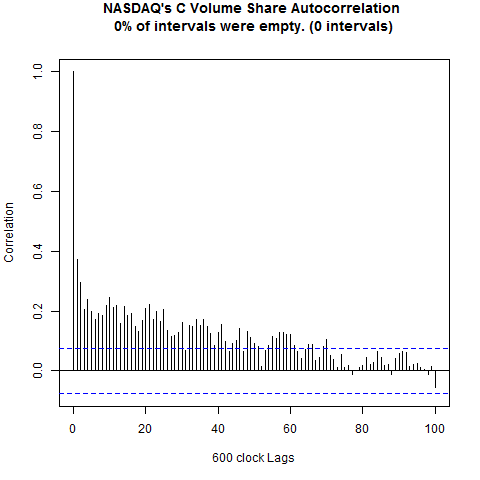 NASDAQ's C Volume Share Autocorrelation
0% of intervals were empty. (0 intervals)
1.0
0.8
0.6
0.4
0.2
0.0
Correlation
0 20 40 60 80 100
600 clock Lags